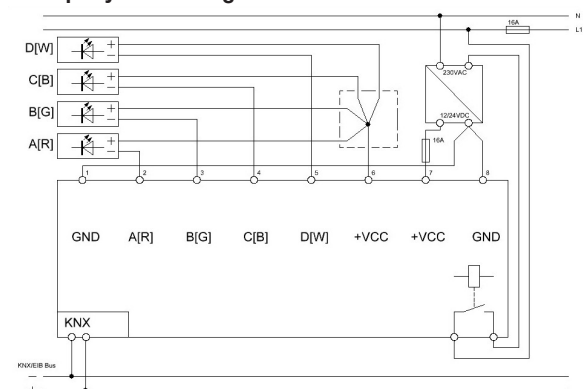 N
16A
L1
D[W]
+
−
C[B]
+
−
230VAC
B[G]
+
−
12/24VDC
A[R]
+
−
16A
1 2 3 4 5 6 7 8
GND A[R] B[G] C[B] D[W] +VCC +VCC GND
KNX
KNX/EIB Bus